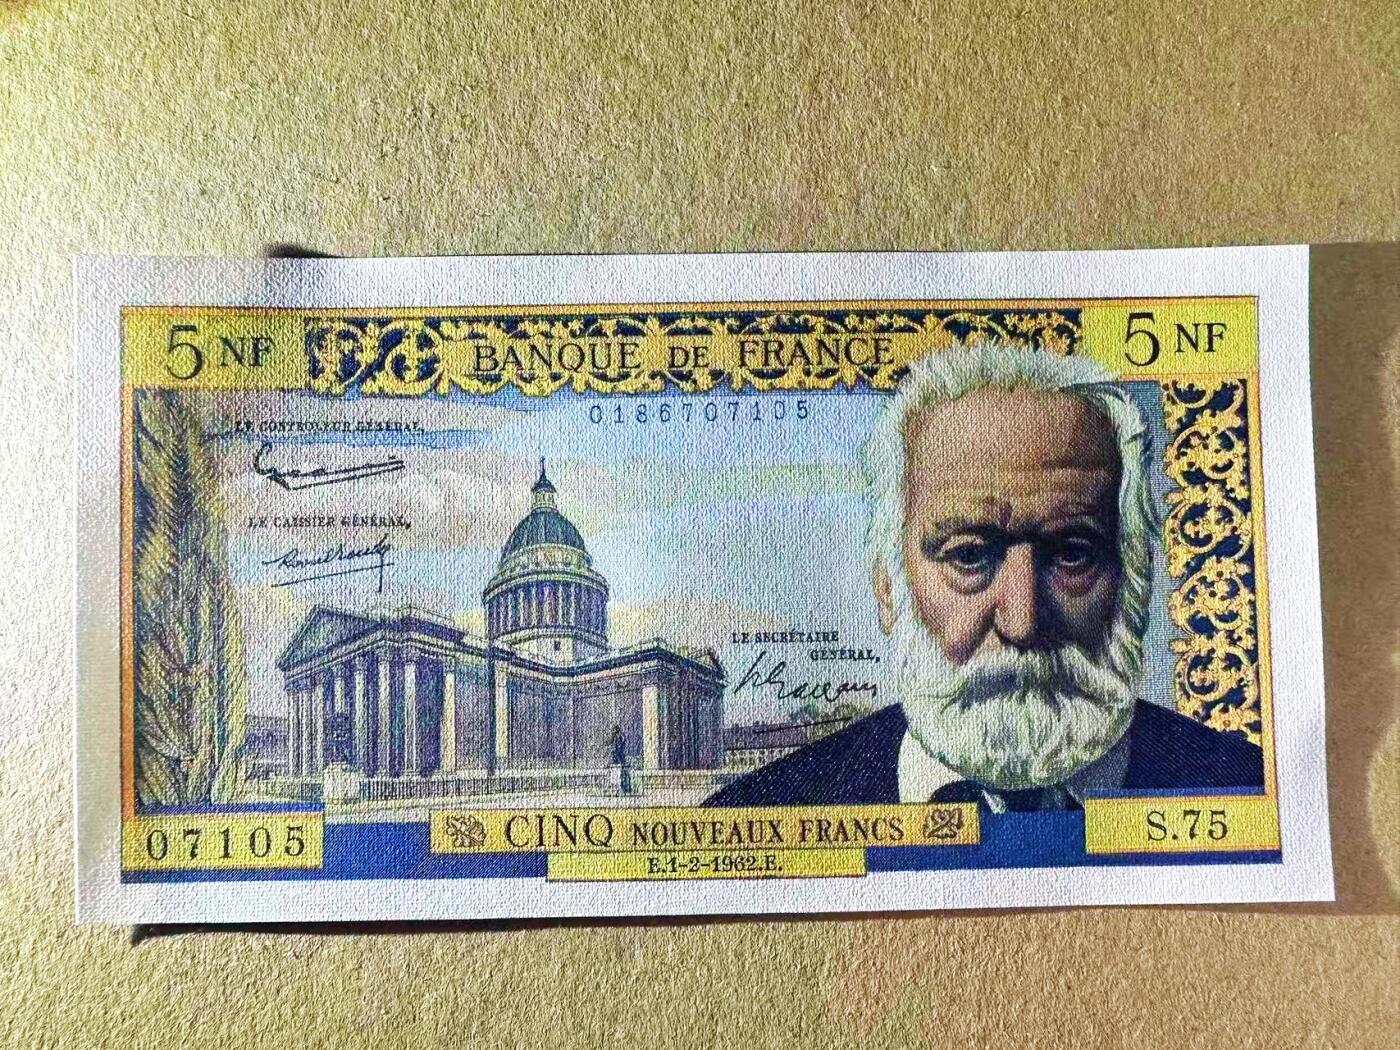 5 NF
BANQUE DE FRANCE
5 NF
0186707105
LE CONTROLEUR GÉNÉRAL,
LE CAISSIER GÉNÉRAL,
LE SECRÉTAIRE
GÉNÉRAL,
07105
CINQ NOUVEAUX FRANCS
S.75
E.1-2-1962.E.